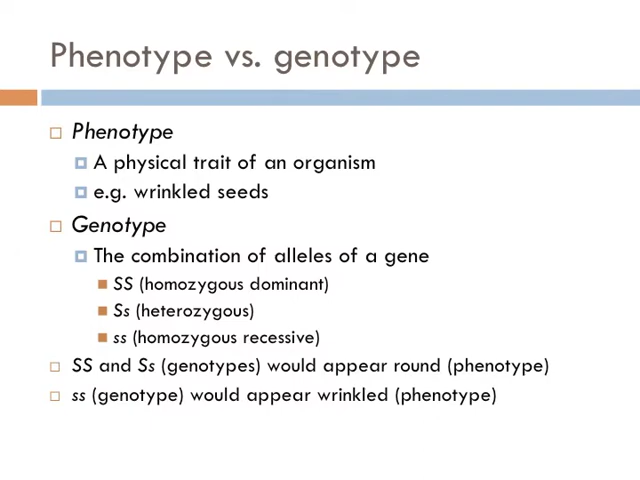 Phenotype vs. genotype
Phenotype
A physical trait of an organism
e.g. wrinkled seeds
Genotype
The combination of alleles of a gene
SS (homozygous dominant)
Ss (heterozygous)
ss (homozygous recessive)
SS and Ss (genotypes) would appear round (phenotype)
ss (genotype) would appear wrinkled (phenotype)